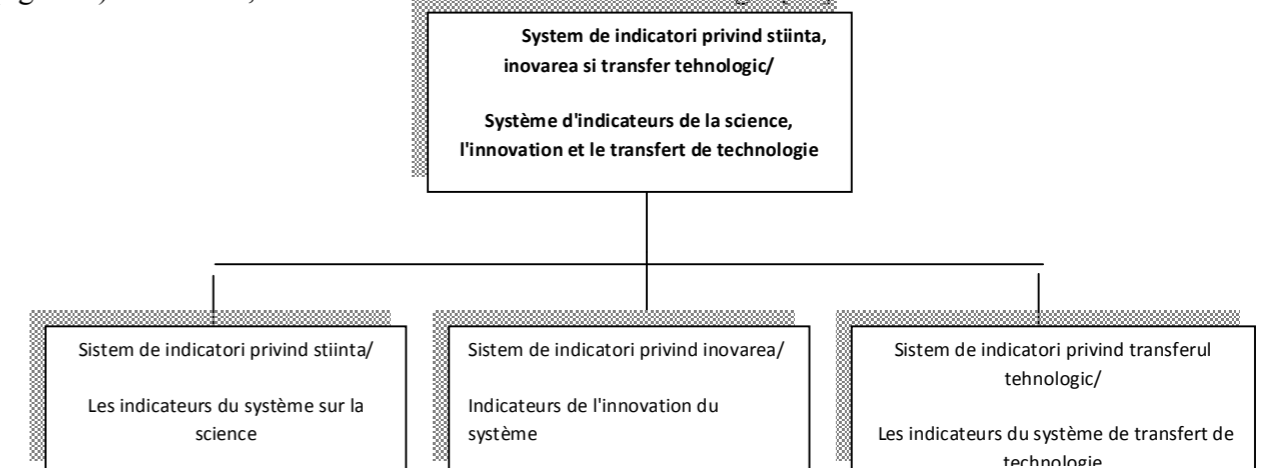 System de indicatori privind stiinta,
inovarea si transfer tehnologic/
Système d'indicateurs de la science,
l'innovation et le transfert de technologie
Sistem de indicatori privind stiinta/
Les indicateurs du système sur la
science
Sistem de indicatori privind inovarea/
Indicateurs de l'innovation du
système
Sistem de indicatori privind transferul
tehnologic/
Les indicateurs du système de transfert de
technologie